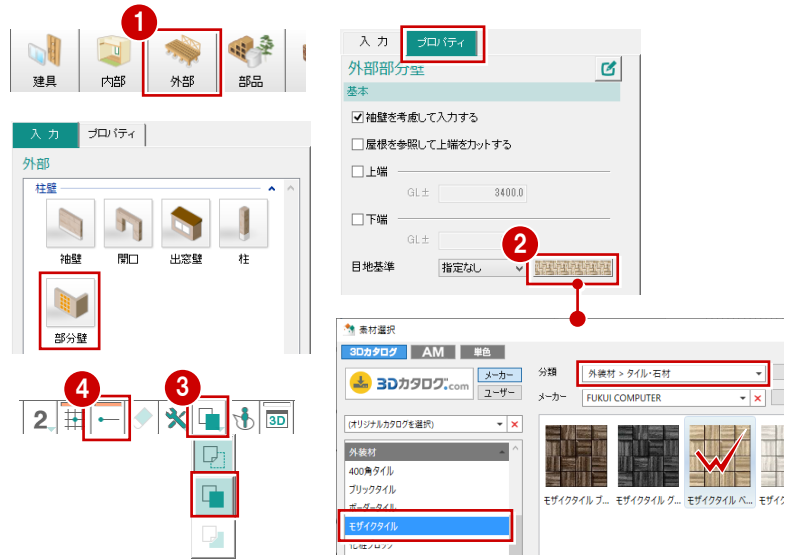 1
建具
内部
外部
部品
入 力
プロパティ
外部
柱壁
袖壁
開口
出窓壁
柱
部分壁
4
3
2
3D
入 力
プロパティ
外部部分壁
基本
袖壁を考慮して入力する
屋根を参照して上端をカットする
上端
GL±
3400.0
下端
GL±
2
目地基準
指定なし
素材選択
3Dカタログ
AM
単色
3Dカタログ.com
メーカー
ユーザー
分類
外装材 > タイル・石材
メーカー
FUKUI COMPUTER
(オリジナルカタログを選択)
外装材
400角タイル
ブリックタイル
ボーダータイル
モザイクタイル
化粧ブロック
モザイクタイル ブ...
モザイクタイル グ...
モザイクタイル ベ...
モザイク